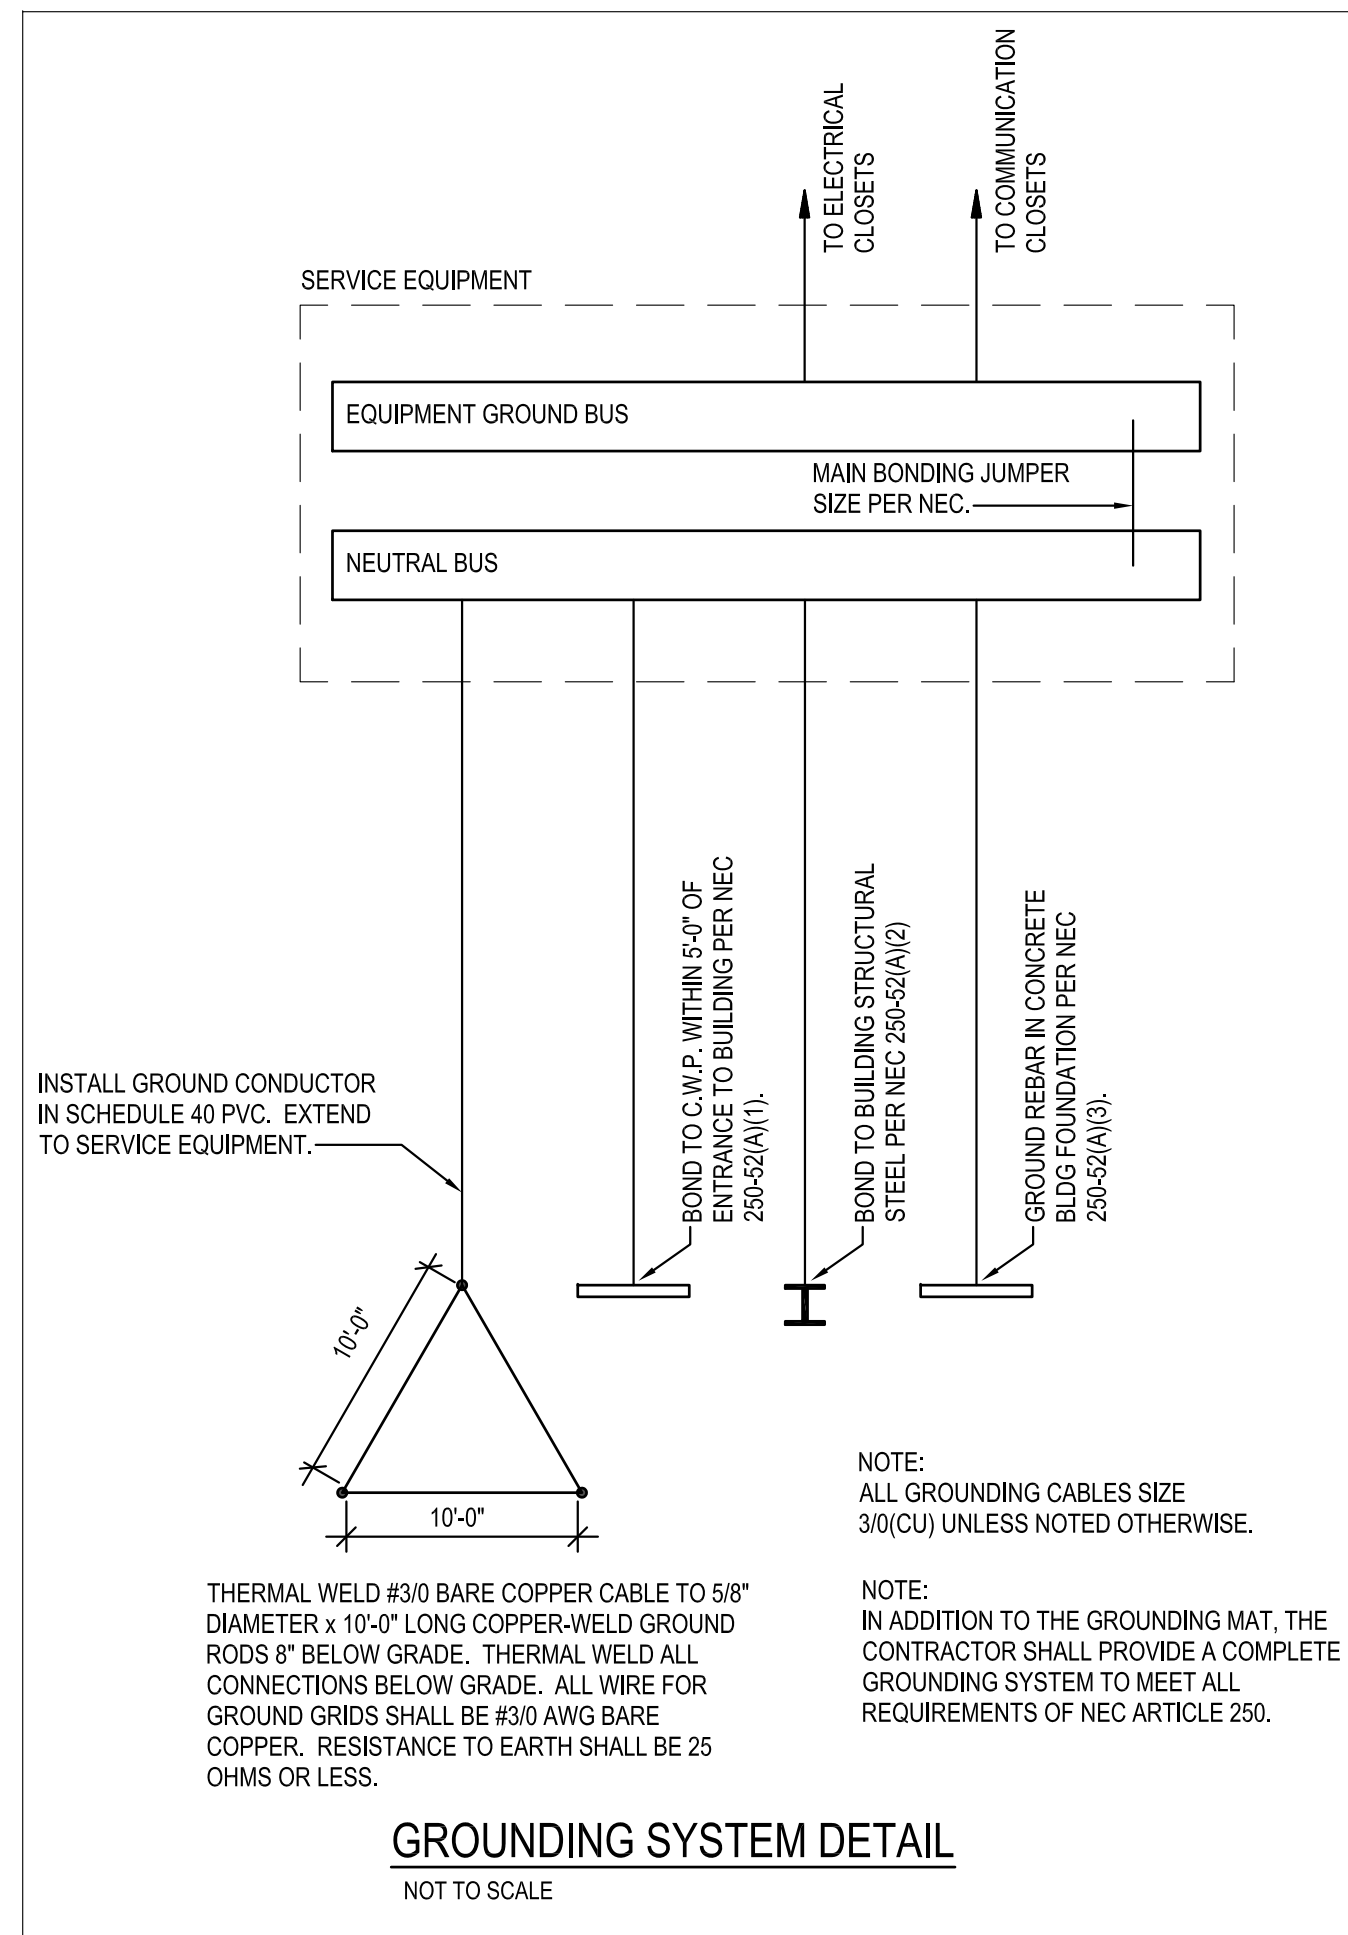 TO ELECTRICAL
CLOSETS
TO COMMUNICATION
CLOSETS
SERVICE EQUIPMENT
EQUIPMENT GROUND BUS
MAIN BONDING JUMPER
SIZE PER NEC.
NEUTRAL BUS
BOND TO C.W.P. WITHIN 5'-0" OF
ENTRANCE TO BUILDING PER NEC
250-52(A)(1).
BOND TO BUILDING STRUCTURAL
STEEL PER NEC 250-52(A)(2)
GROUND REBAR IN CONCRETE
BLDG FOUNDATION PER NEC
250-52(A)(3).
INSTALL GROUND CONDUCTOR
IN SCHEDULE 40 PVC. EXTEND
TO SERVICE EQUIPMENT.
10'-0"
10'-0"
NOTE:
ALL GROUNDING CABLES SIZE
3/0(CU) UNLESS NOTED OTHERWISE.
NOTE:
IN ADDITION TO THE GROUNDING MAT, THE
CONTRACTOR SHALL PROVIDE A COMPLETE
GROUNDING SYSTEM TO MEET ALL
REQUIREMENTS OF NEC ARTICLE 250.
THERMAL WELD #3/0 BARE COPPER CABLE TO 5/8"
DIAMETER x 10'-0" LONG COPPER-WELD GROUND
RODS 8" BELOW GRADE. THERMAL WELD ALL
CONNECTIONS BELOW GRADE. ALL WIRE FOR
GROUND GRIDS SHALL BE #3/0 AWG BARE
COPPER. RESISTANCE TO EARTH SHALL BE 25
OHMS OR LESS.
GROUNDING SYSTEM DETAIL
NOT TO SCALE